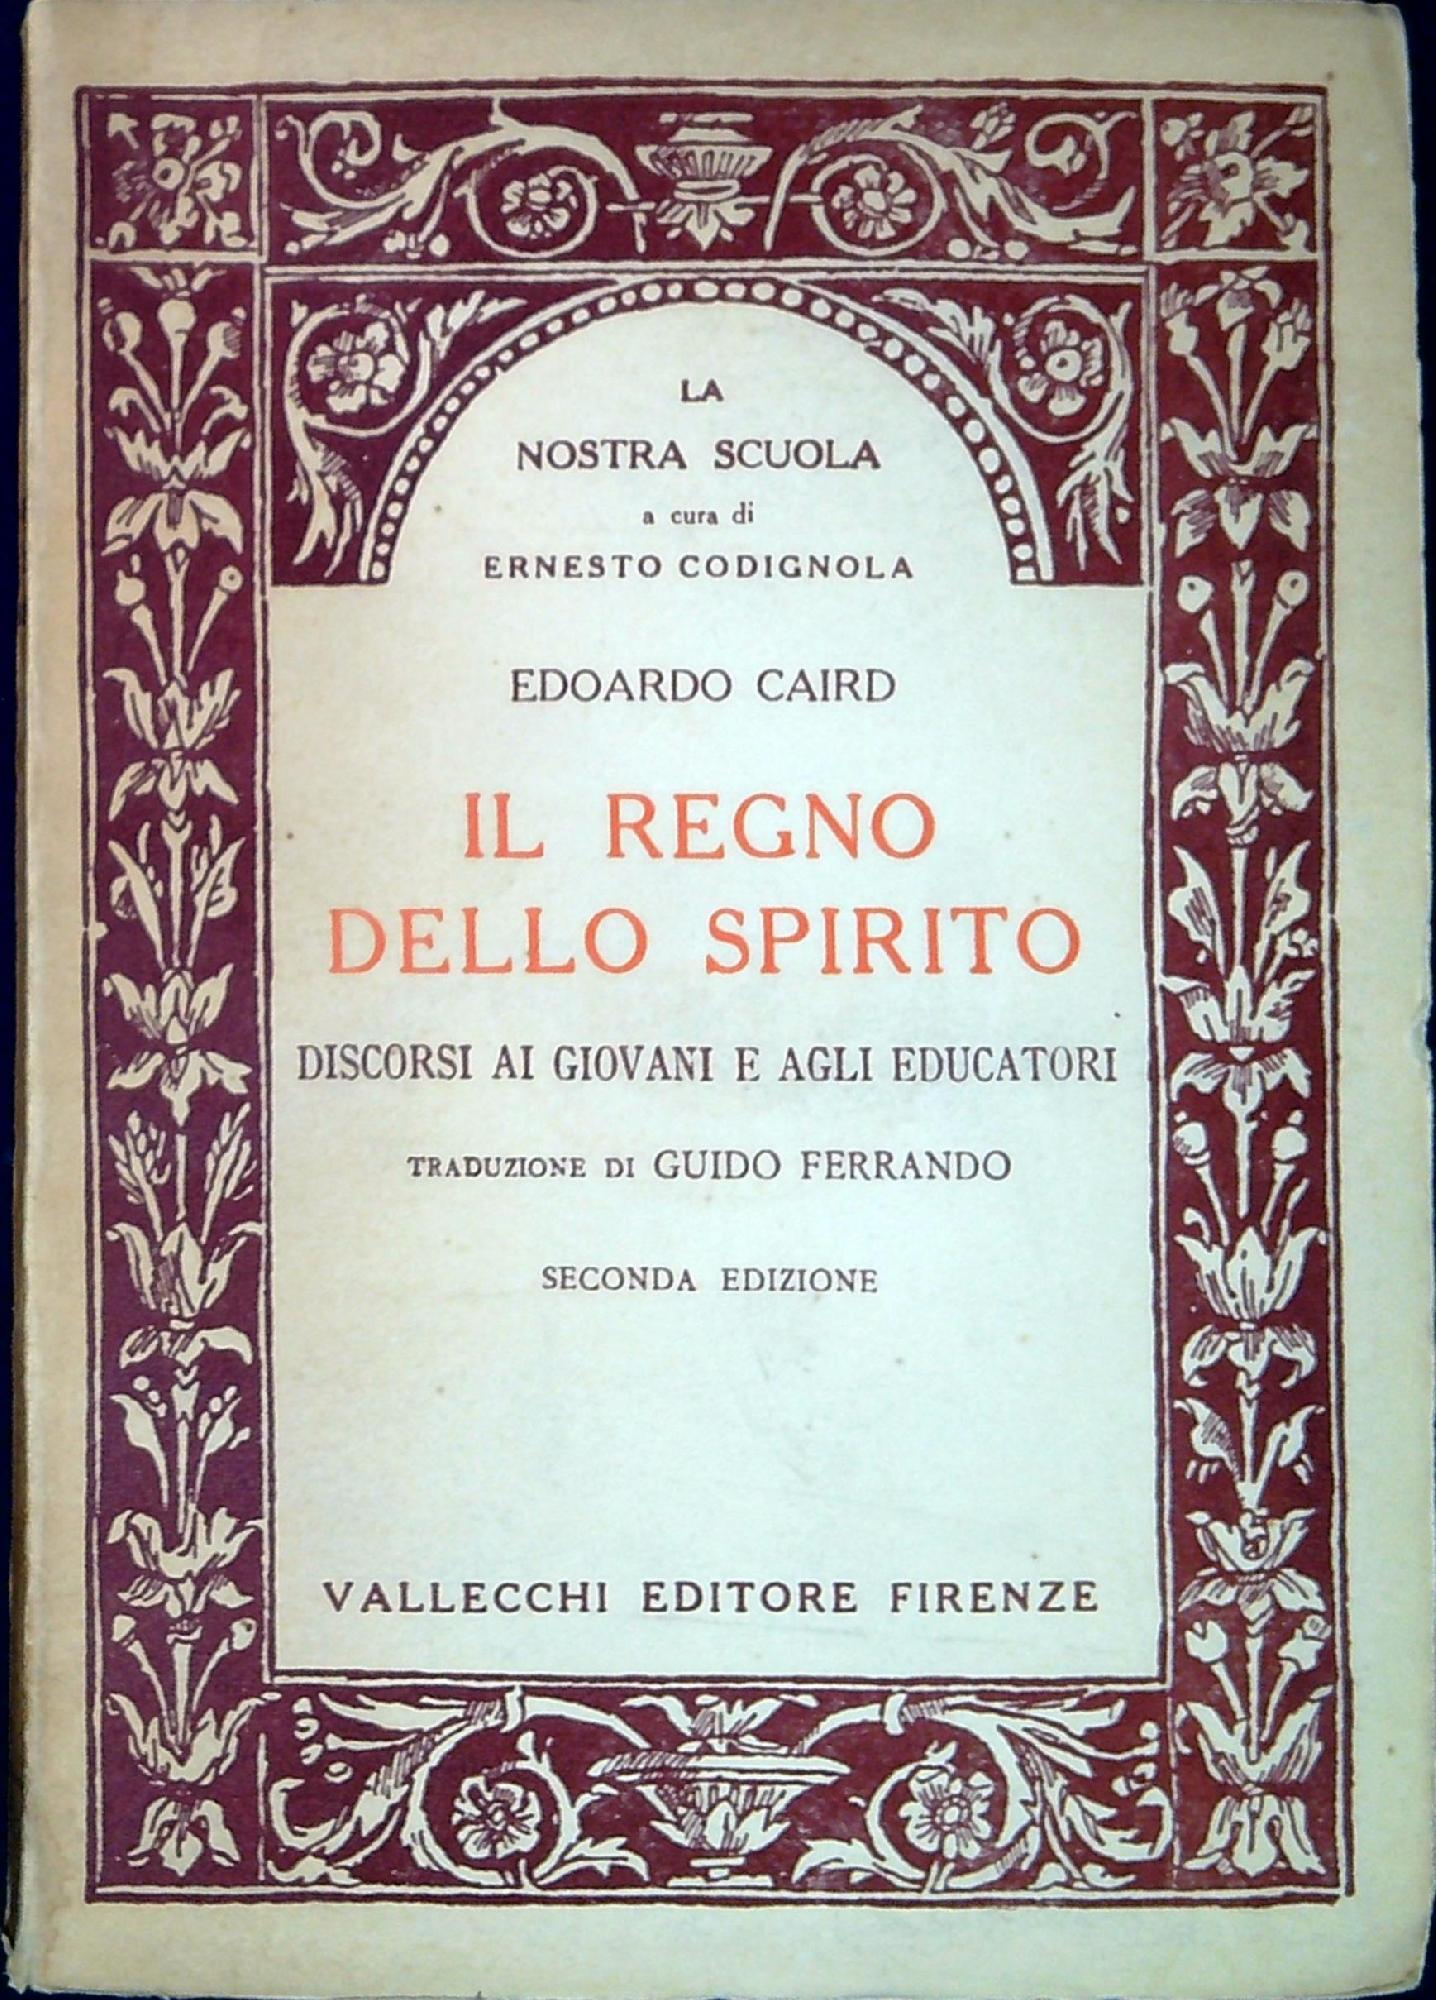 LA
NOSTRA SCUOLA
a cura di
ERNESTO CODIGNOLA
EDOARDO CAIRD
IL REGNO
DELLO SPIRITO
DISCORSI AI GIOVANI E AGLI EDUCATORI
TRADUZIONE DI GUIDO FERRANDO
SECONDA EDIZIONE
VALLECCHI EDITORE FIRENZE